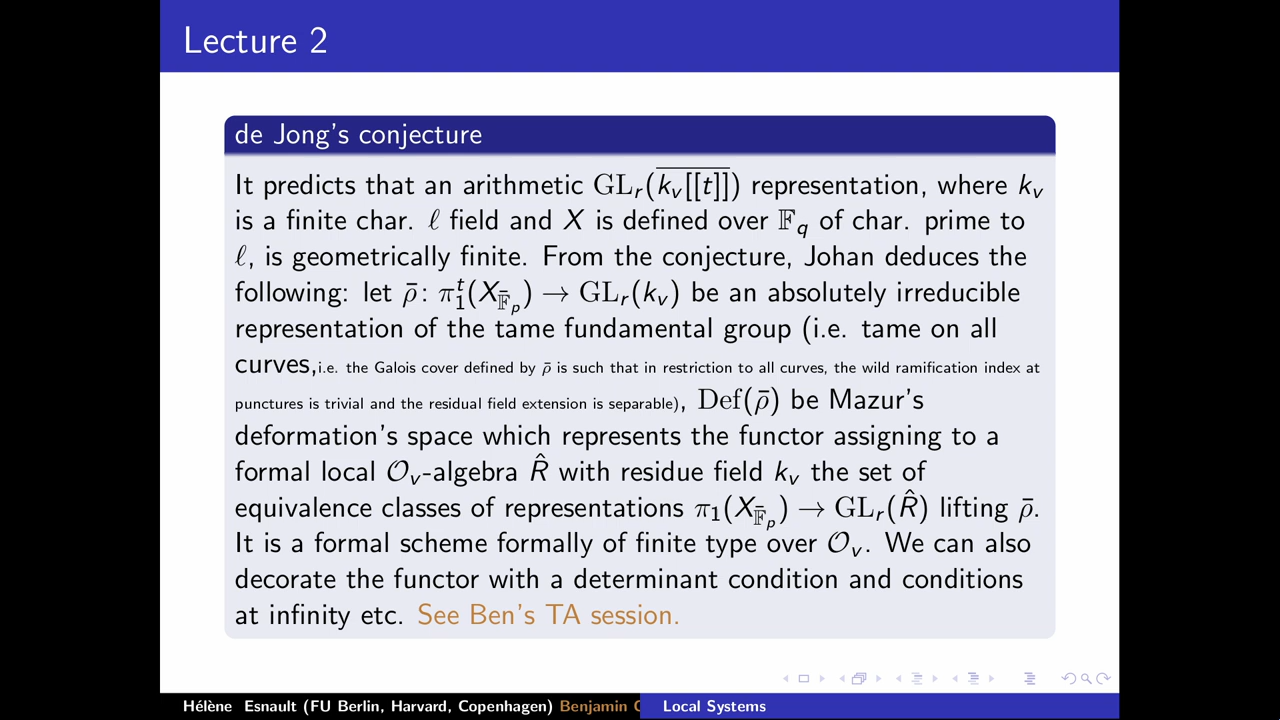 Lecture 2
de Jong's conjecture
It predicts that an arithmetic GL_r(\overline{k_v[[t]]}) representation, where k_v
is a finite char. ℓ field and X is defined over 𝔽_q of char. prime to
ℓ, is geometrically finite. From the conjecture, Johan deduces the
following: let ρ̄: π_1^t(X_{𝔽̄_p}) → GL_r(k_v) be an absolutely irreducible
representation of the tame fundamental group (i.e. tame on all
curves,i.e. the Galois cover defined by ρ̄ is such that in restriction to all curves, the wild ramification index at
punctures is trivial and the residual field extension is separable), Def(ρ̄) be Mazur's
deformation's space which represents the functor assigning to a
formal local 𝒪_v-algebra R̂ with residue field k_v the set of
equivalence classes of representations π_1(X_{𝔽̄_p}) → GL_r(R̂) lifting ρ̄.
It is a formal scheme formally of finite type over 𝒪_v. We can also
decorate the functor with a determinant condition and conditions
at infinity etc. See Ben's TA session.
Hélène Esnault (FU Berlin, Harvard, Copenhagen) Benjamin Local Systems